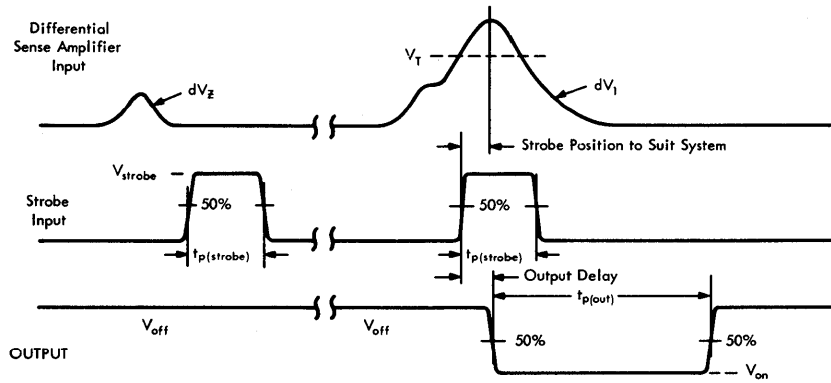 Differential
Sense Amplifier
Input
dVz
VT
dV1
Strobe Position to Suit System
Vstrobe
Strobe
Input
50%
50%
tp(strobe)
tp(strobe)
Output Delay
tp(out)
Voff
Voff
OUTPUT
50%
50%
Von